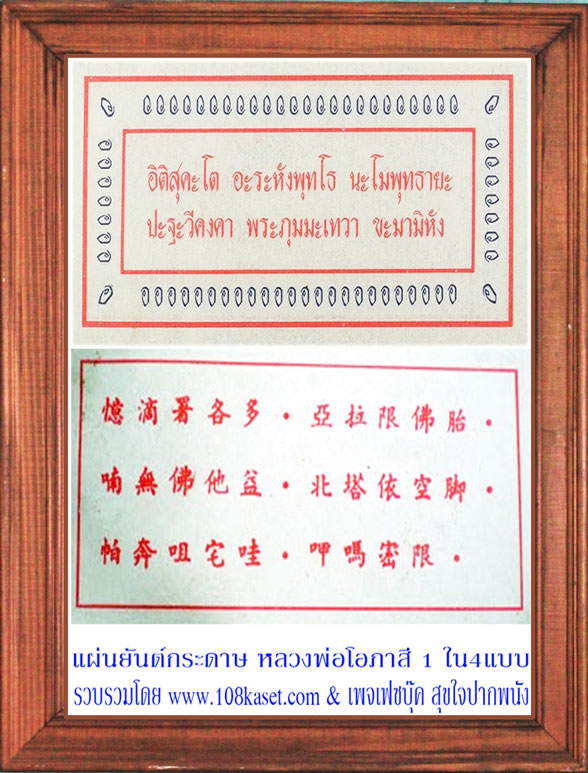 อิติสุคะโต อะระหังพุทโธ นะโมพุทธายะ
ปะฐะวีคงคา พระภุมมะเทวา ขะมามิหัง
憶滴署各多・亞拉限佛胎・
喃無佛他益・北塔依空脚・
帕奔咀宅哇・呷嗎密限・
แผ่นยันต์กระดาษ หลวงพ่อโอภาสี 1 ใน4แบบ
รวบรวมโดย www.108kaset.com & เพจเฟซบุ๊ค สุขใจปากพนัง